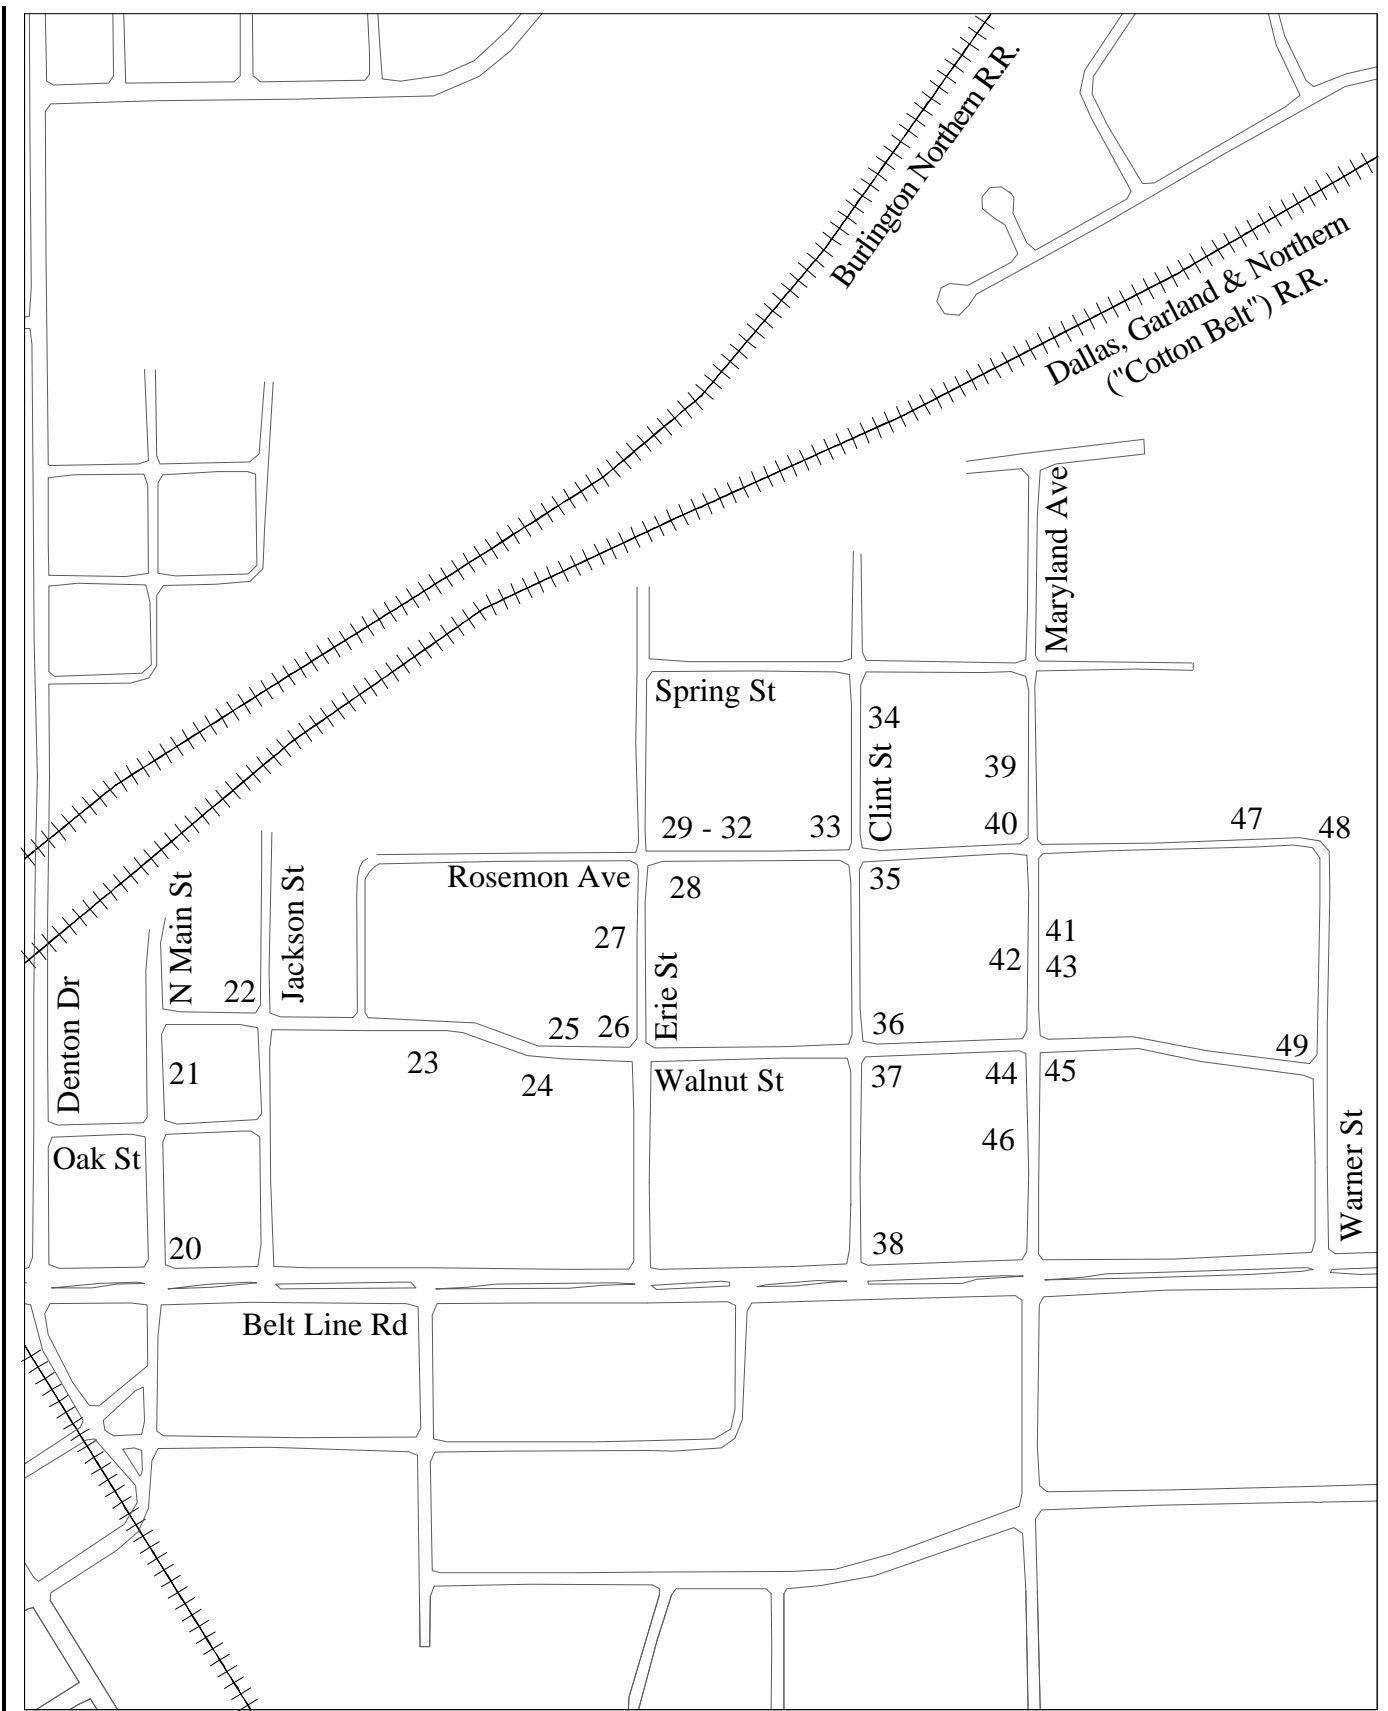 Burlington Northern R.R.
Dallas, Garland & Northern
("Cotton Belt") R.R.
Maryland Ave
Spring St
34
Clint St
39
29 - 32
33
40
47
48
Rosemon Ave
28
35
N Main St
Jackson St
27
41
42
43
Erie St
22
Denton Dr
25
26
36
49
23
21
24
Walnut St
37
44
45
46
Oak St
Warner St
20
38
Belt Line Rd